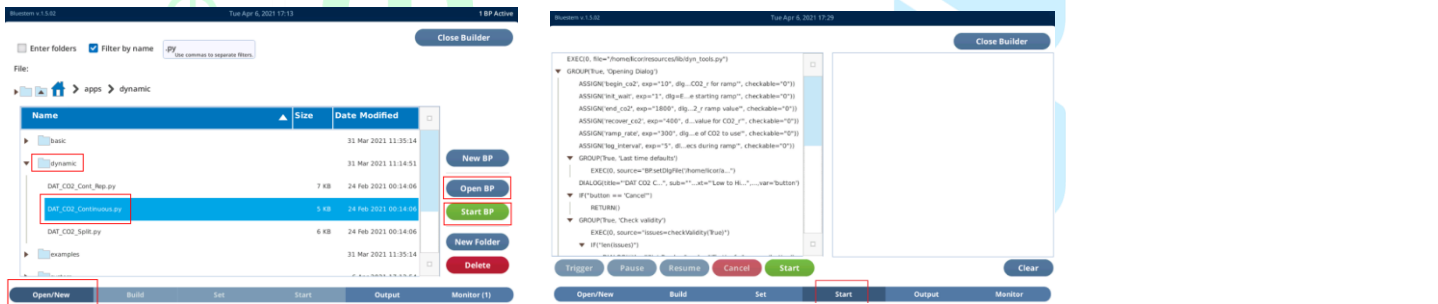 Bluestem v.1.5.02 Tue Apr 6, 2021 17:13 1 BP Active
Close Builder
Enter folders Filter by name .py
Use commas to separate filters.
File:
apps dynamic
Name Size Date Modified
basic 31 Mar 2021 11:35:14
dynamic 31 Mar 2021 11:14:51
New BP
DAT_CO2_Cont_Rep.py 7 KB 24 Feb 2021 00:14:06
Open BP
DAT_CO2_Continuous.py 5 KB 24 Feb 2021 00:14:06
Start BP
DAT_CO2_Split.py 6 KB 24 Feb 2021 00:14:06
New Folder
examples 31 Mar 2021 11:35:14
Delete
Open/New Build Set Start Output Monitor (1)
Bluestem v.1.5.02 Tue Apr 6, 2021 17:29
Close Builder
EXEC(0, file="/home/licor/resources/lib/dyn_tools.py")
GROUP(True, 'Opening Dialog')
ASSIGN('begin_co2', exp="10", dlg...CO2_r for ramp'", checkable="0"))
ASSIGN('init_wait', exp="1", dlg=E...e starting ramp'", checkable="0"))
ASSIGN('end_co2', exp="1800", dlg...2_r ramp value'", checkable="0"))
ASSIGN('recover_co2', exp="400", d...value for CO2_r'", checkable="0"))
ASSIGN('ramp_rate', exp="300", dlg...e of CO2 to use'", checkable="0"))
ASSIGN('log_interval', exp="5", di...ecs during ramp'", checkable="0"))
GROUP(True, 'Last time defaults')
EXEC(0, source="BP.setDlgFile('/home/licor/a...")
DIALOG(title="'DAT CO2 C...", sub="'"...xt="'Low to Hi...",...,var='button')
IF("button == 'Cancel'")
RETURN()
GROUP(True, 'Check validity')
EXEC(0, source="issues=checkValidity(True)")
IF("len(issues)")
Trigger Pause Resume Cancel Start
Clear
Open/New Build Set Start Output Monitor